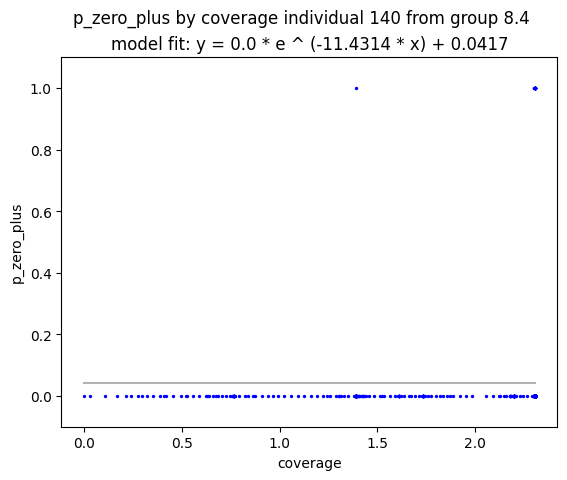 p_zero_plus by coverage individual 140 from group 8.4
model fit: y = 0.0 * e ^ (-11.4314 * x) + 0.0417
1.0
0.8
0.6
0.4
0.2
0.0
p_zero_plus
0.0 0.5 1.0 1.5 2.0
coverage